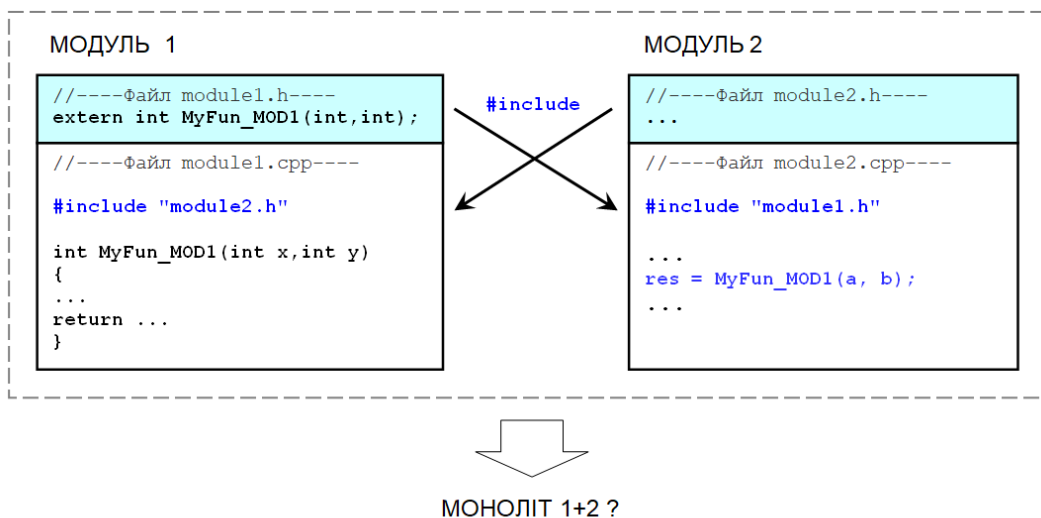 МОДУЛЬ 1
//----Файл module1.h----
extern int MyFun_MOD1(int,int);
//----Файл module1.cpp----
#include "module2.h"
int MyFun_MOD1(int x,int y)
{
...
return ...
}
#include
МОДУЛЬ 2
//----Файл module2.h----
...
//----Файл module2.cpp----
#include "module1.h"
...
res = MyFun_MOD1(a, b);
...
МОНОЛІТ 1+2 ?